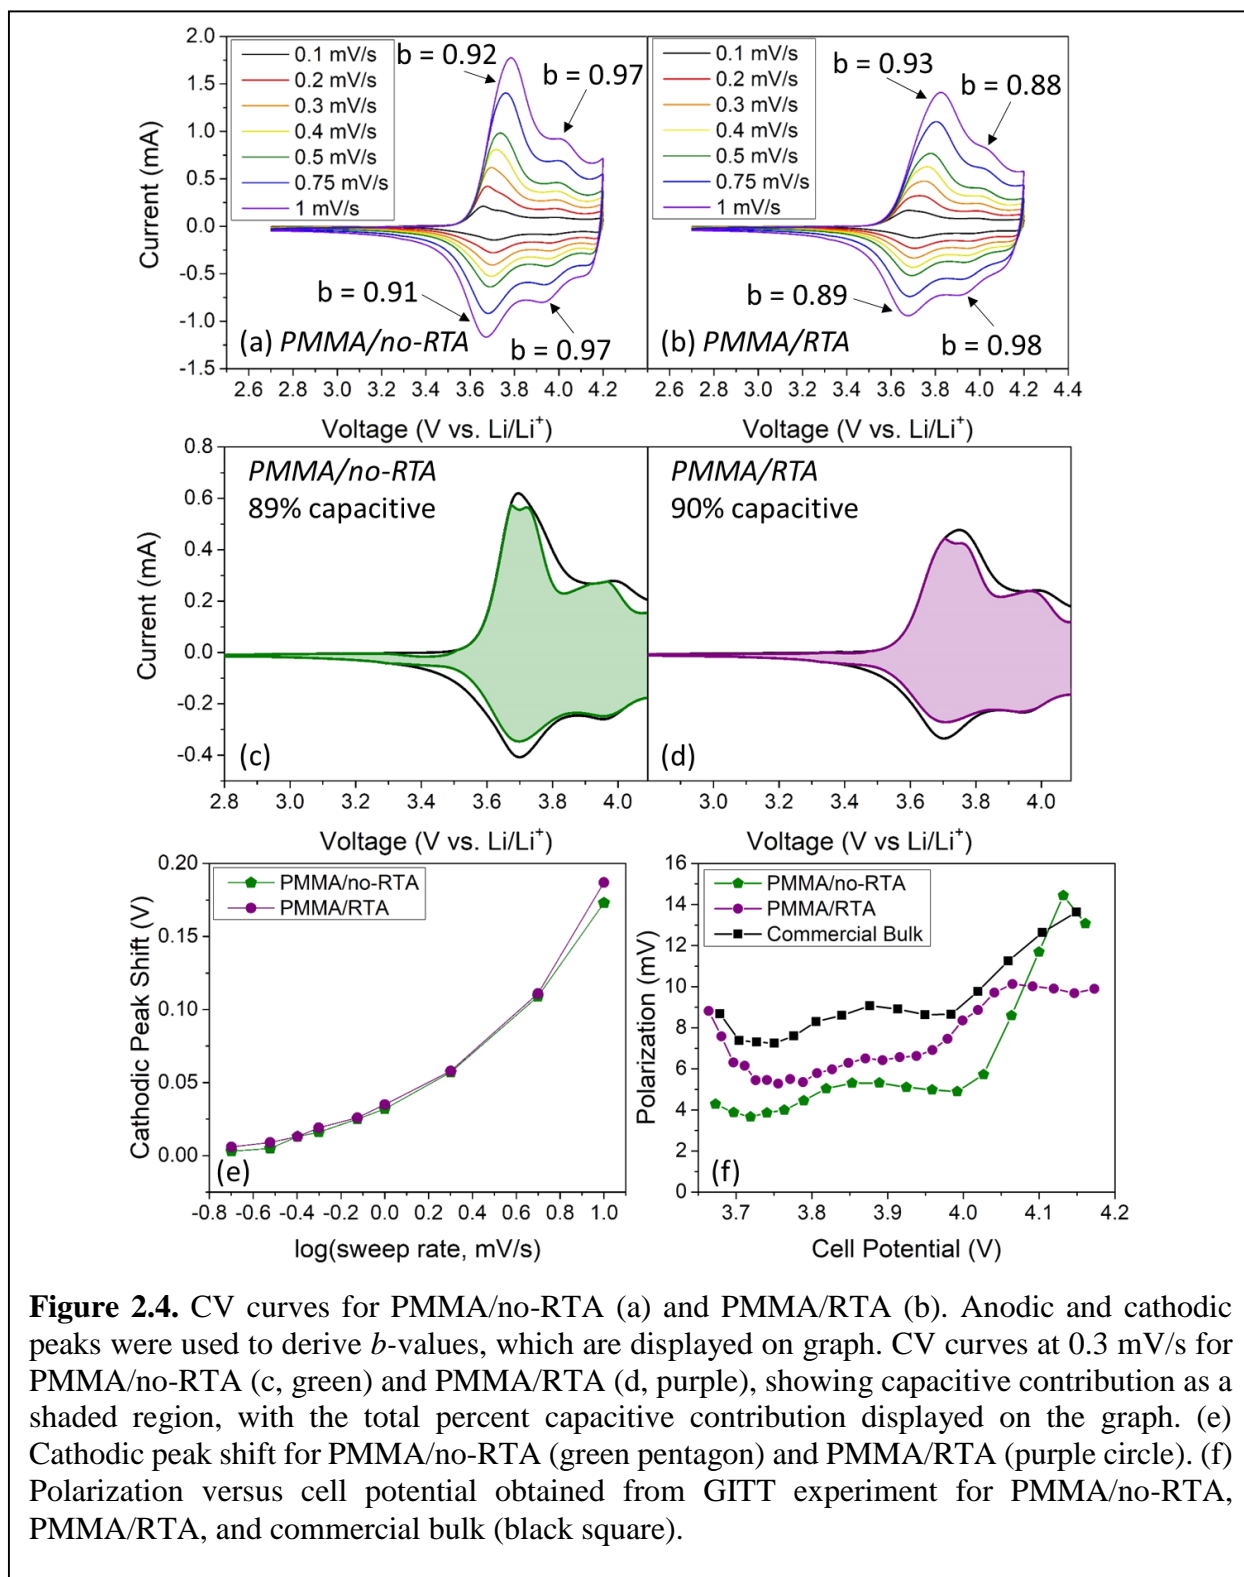 2.0
1.5
1.0
0.5
0.0
-0.5
-1.0
-1.5
Current (mA)
0.1 mV/s
0.2 mV/s
0.3 mV/s
0.4 mV/s
0.5 mV/s
0.75 mV/s
1 mV/s
b = 0.92
b = 0.97
b = 0.91
b = 0.97
(a) PMMA/no-RTA
2.6 3.0 3.3 3.6 4.0 4.2
Voltage (V vs. Li/Li⁺)
0.1 mV/s
0.2 mV/s
0.3 mV/s
0.4 mV/s
0.5 mV/s
0.75 mV/s
1 mV/s
b = 0.93
b = 0.88
b = 0.89
b = 0.98
(b) PMMA/RTA
2.6 3.0 3.3 3.6 4.0 4.2 4.4
Voltage (V vs. Li/Li⁺)
0.8
0.6
0.4
0.2
0.0
-0.2
-0.4
Current (mA)
PMMA/no-RTA
89% capacitive
(c)
2.8 3.0 3.3 3.6 3.8 4.0
Voltage (V vs. Li/Li⁺)
PMMA/RTA
90% capacitive
(d)
3.0 3.3 3.6 3.8 4.0
Voltage (V vs Li/Li⁺)
0.20
0.15
0.10
0.05
0.00
Cathodic Peak Shift (V)
PMMA/no-RTA
PMMA/RTA
(e)
-0.8 -0.6 -0.4 -0.2 0.0 0.2 0.4 0.6 0.8 1.0
log(sweep rate, mV/s)
16
14
12
10
8
6
4
2
0
Polarization (mV)
PMMA/no-RTA
PMMA/RTA
Commercial Bulk
(f)
3.7 3.8 3.9 4.0 4.1 4.2
Cell Potential (V)
Figure 2.4. CV curves for PMMA/no-RTA (a) and PMMA/RTA (b). Anodic and cathodic
peaks were used to derive b-values, which are displayed on graph. CV curves at 0.3 mV/s for
PMMA/no-RTA (c, green) and PMMA/RTA (d, purple), showing capacitive contribution as a
shaded region, with the total percent capacitive contribution displayed on the graph. (e)
Cathodic peak shift for PMMA/no-RTA (green pentagon) and PMMA/RTA (purple circle). (f)
Polarization versus cell potential obtained from GITT experiment for PMMA/no-RTA,
PMMA/RTA, and commercial bulk (black square).